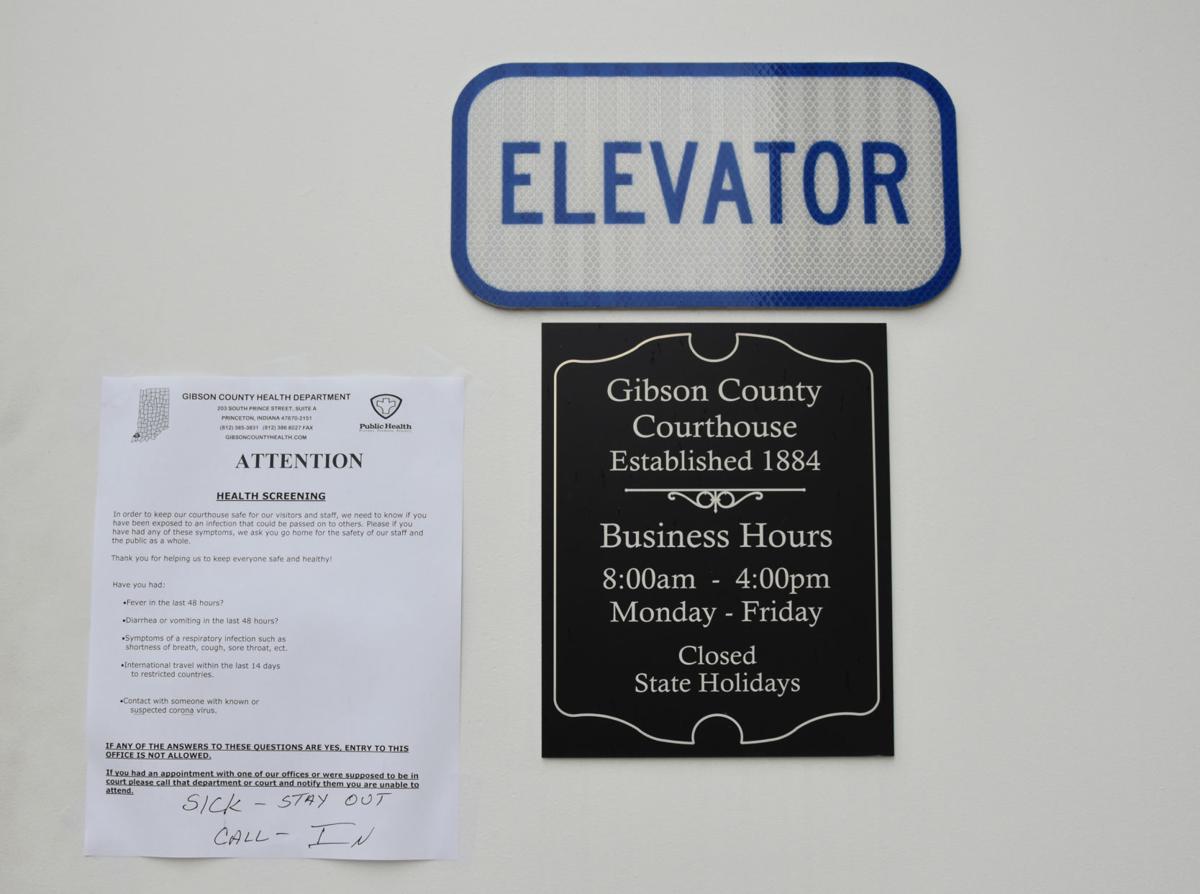 ELEVATOR
Gibson County
Courthouse
Established 1884
Business Hours
8:00am - 4:00pm
Monday - Friday
Closed
State Holidays
GIBSON COUNTY HEALTH DEPARTMENT
203 SOUTH PRINCE STREET, SUITE A
PRINCETON, INDIANA 47670-2151
(812) 385-3831 (812) 386 8027 FAX
GIBSONCOUNTYHEALTH.COM
Public Health
ATTENTION
HEALTH SCREENING
In order to keep our courthouse safe for our visitors and staff, we need to know if you
have been exposed to an infection that could be passed on to others. Please if you
have had any of these symptoms, we ask you go home for the safety of our staff and
the public as a whole.
Thank you for helping us to keep everyone safe and healthy!
Have you had:
•Fever in the last 48 hours?
•Diarrhea or vomiting in the last 48 hours?
•Symptoms of a respiratory infection such as
shortness of breath, cough, sore throat, ect.
•International travel within the last 14 days
to restricted countries.
•Contact with someone with known or
suspected corona virus.
IF ANY OF THE ANSWERS TO THESE QUESTIONS ARE YES, ENTRY TO THIS
OFFICE IS NOT ALLOWED.
If you had an appointment with one of our offices or were supposed to be in
court please call that department or court and notify them you are unable to
attend.
SICK - STAY OUT
CALL - IN